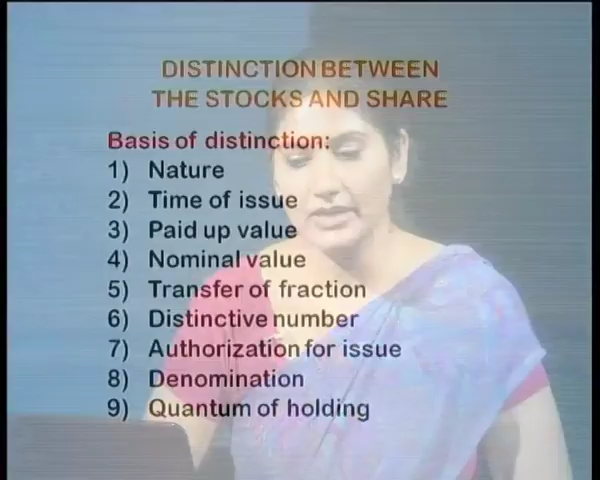 DISTINCTION BETWEEN
THE STOCKS AND SHARE
Basis of distinction:
1) Nature
2) Time of issue
3) Paid up value
4) Nominal value
5) Transfer of fraction
6) Distinctive number
7) Authorization for issue
8) Denomination
9) Quantum of holding